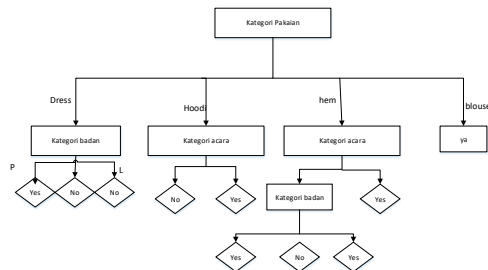 Kategori Pakaian
Dress
Hoodi
hem
blouse
Kategori badan
Kategori acara
Kategori acara
ya
P
L
Yes
No
No
No
Yes
Kategori badan
Yes
Yes
No
Yes